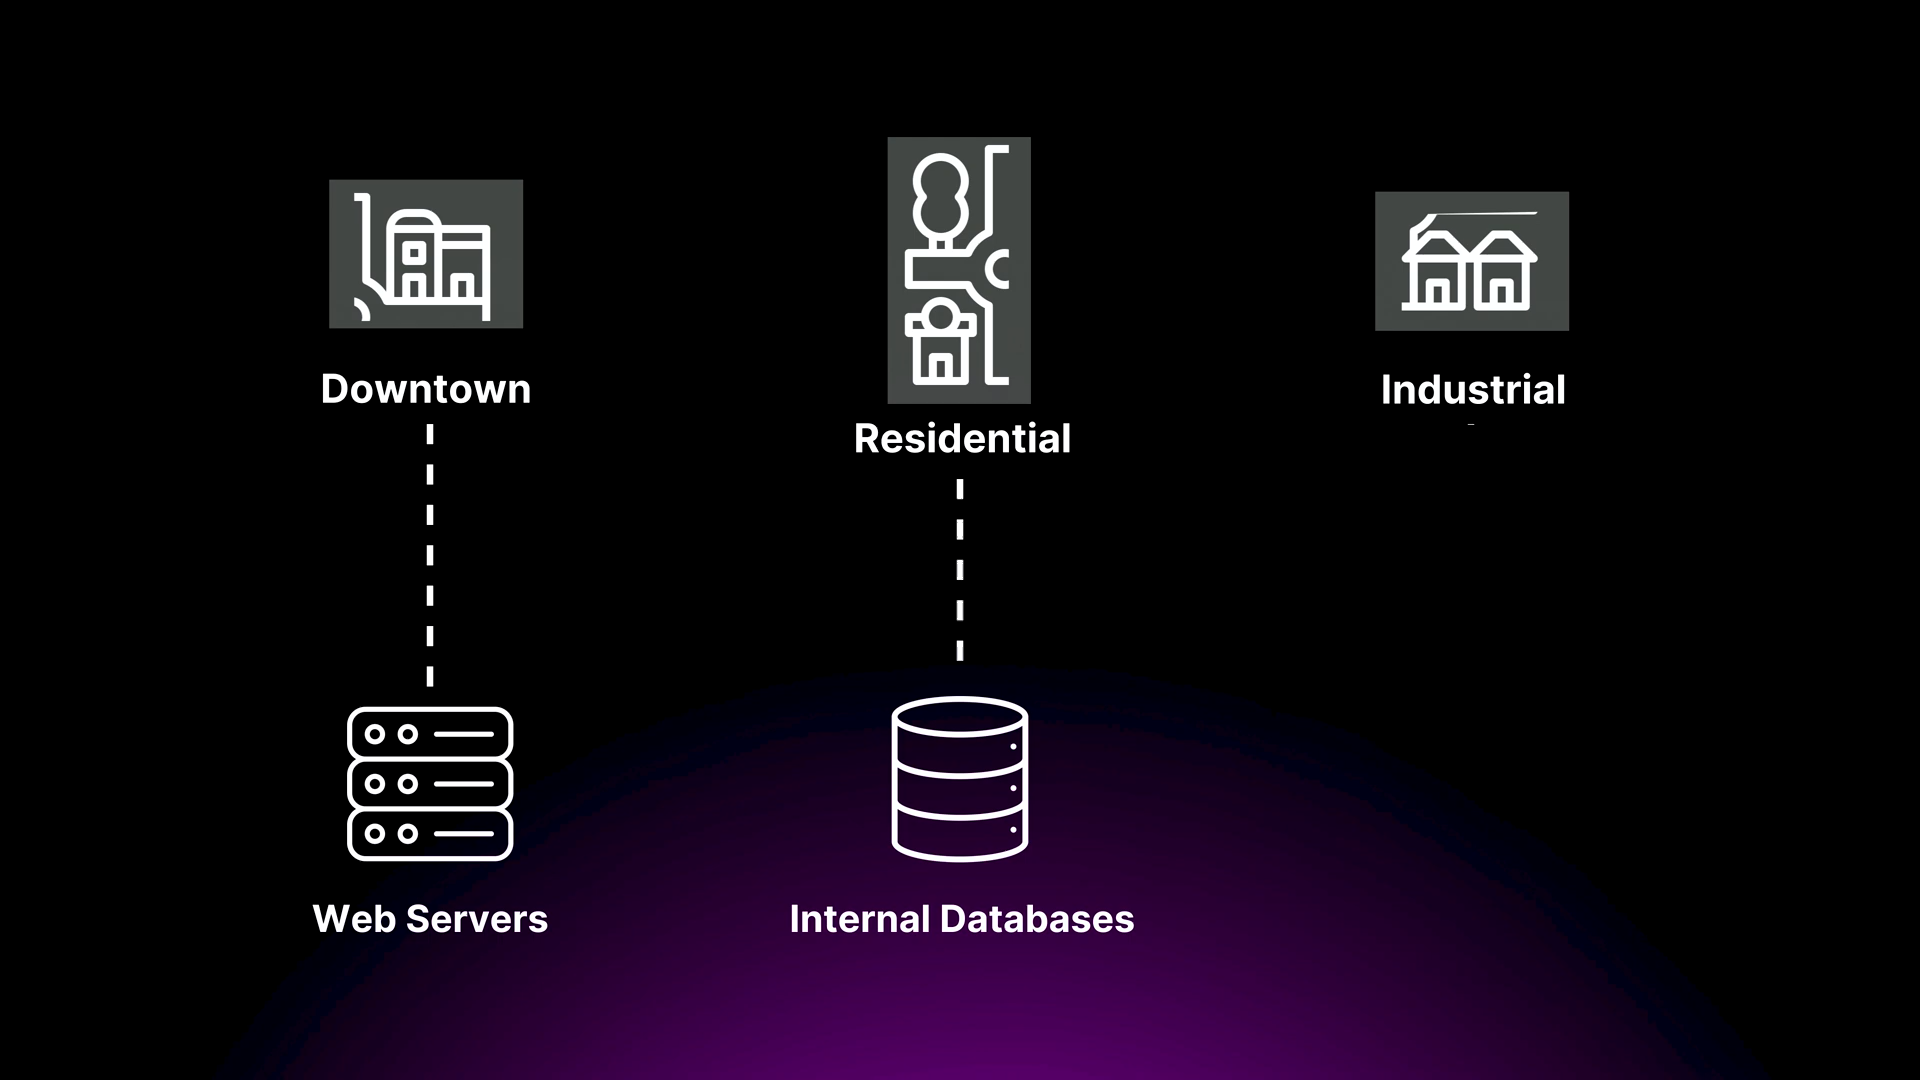 Downtown
Residential
Industrial
Web Servers
Internal Databases